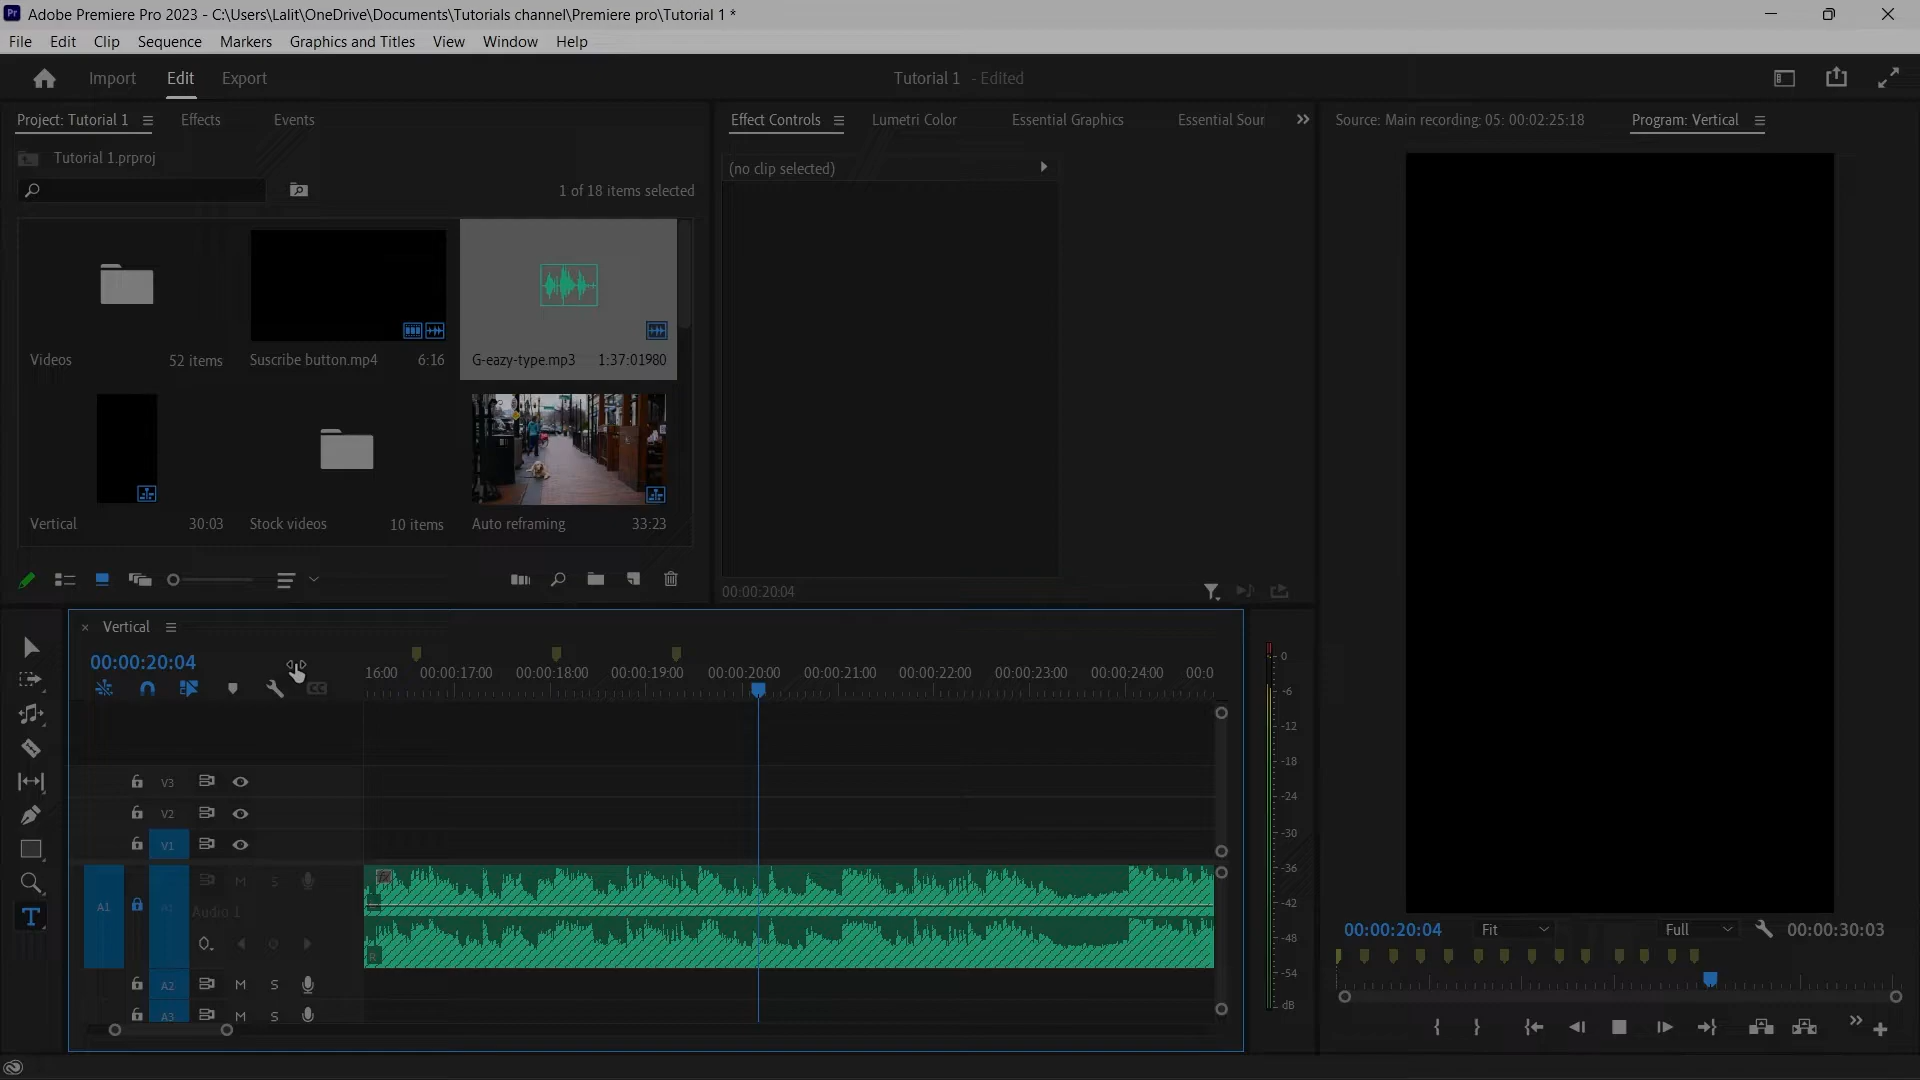 Adobe Premiere Pro 2023 - C:\Users\Lalit\OneDrive\Documents\Tutorials channel\Premiere pro\Tutorial 1 *
File Edit Clip Sequence Markers Graphics and Titles View Window Help
Import Edit Export
Tutorial 1 - Edited
Project: Tutorial 1
Effects
Events
Effect Controls
Lumetri Color
Essential Graphics
Essential Sour
Source: Main recording: 05: 00:02:25:18
Program: Vertical
Tutorial 1.prproj
(no clip selected)
1 of 18 items selected
Videos 52 items
Suscribe button.mp4 6:16
G-eazy-type.mp3 1:37:01980
Vertical 30:03
Stock videos 10 items
Auto reframing 33:23
00:00:20:04
Vertical
00:00:20:04
16:00 00:00:17:00 00:00:18:00 00:00:19:00 00:00:20:00 00:00:21:00 00:00:22:00 00:00:23:00 00:00:24:00 00:0
V3
V2
V1
A1 A1 M S
Audio 1
fx
L
R
A2 M S
A3 M S
0
-6
-12
-18
-24
-30
-36
-42
-48
-54
dB
00:00:20:04 Fit Full 00:00:30:03
Pr
CC
T